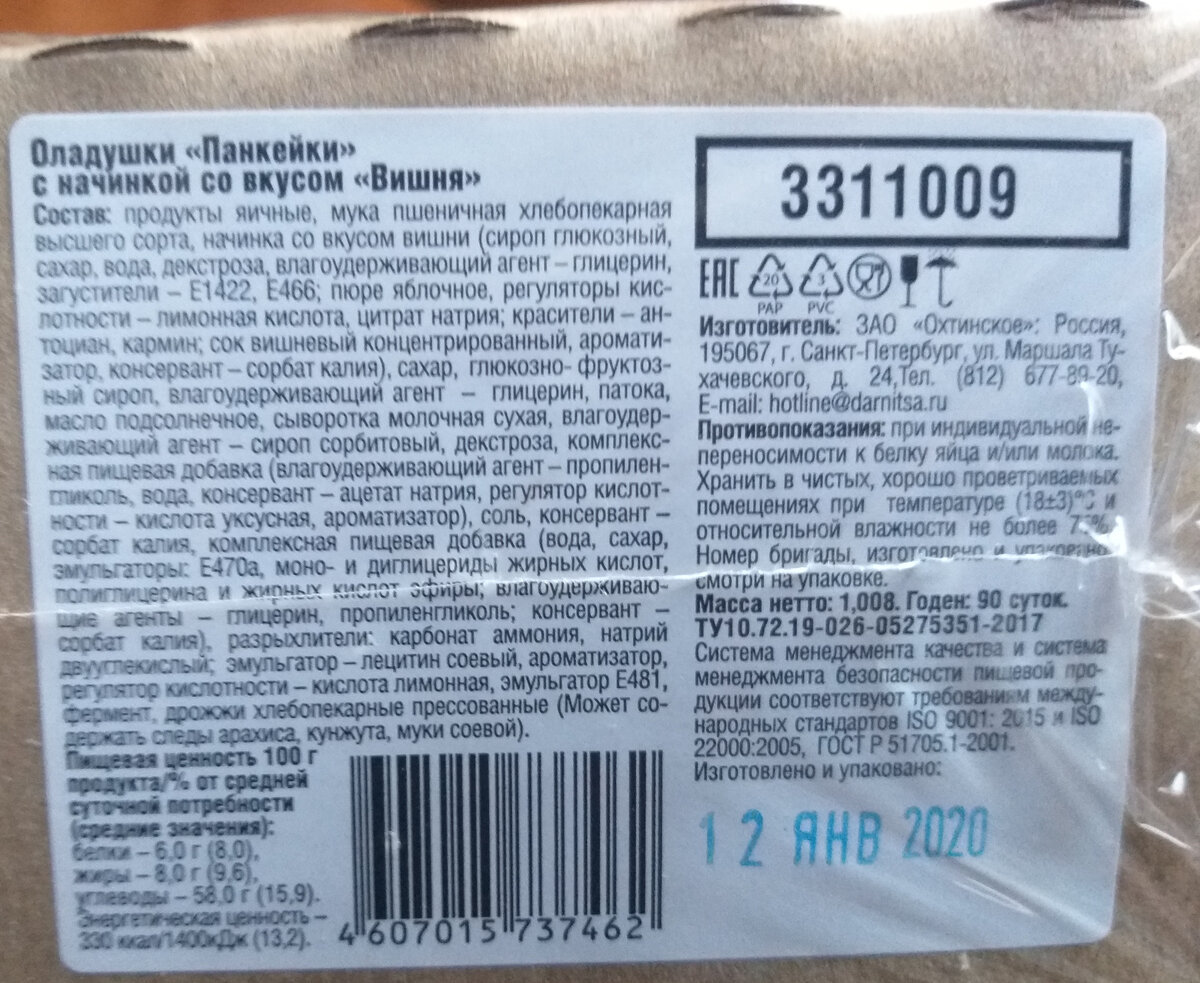 Оладушки «Панкейки»
с начинкой со вкусом «Вишня»
Состав: продукты яичные, мука пшеничная хлебопекарная
высшего сорта, начинка со вкусом вишни (сироп глюкозный,
сахар, вода, декстроза, влагоудерживающий агент – глицерин,
загустители – Е1422, Е466; пюре яблочное, регуляторы кис-
лотности – лимонная кислота, цитрат натрия; красители – ан-
тоциан, кармин; сок вишневый концентрированный, аромати-
затор, консервант – сорбат калия), сахар, глюкозно- фруктоз-
ный сироп, влагоудерживающий агент – глицерин, патока,
масло подсолнечное, сыворотка молочная сухая, влагоудер-
живающий агент – сироп сорбитовый, декстроза, комплекс-
ная пищевая добавка (влагоудерживающий агент – пропилен-
гликоль, вода, консервант – ацетат натрия, регулятор кислот-
ности – кислота уксусная, ароматизатор), соль, консервант –
сорбат калия, комплексная пищевая добавка (вода, сахар,
эмульгаторы: Е470а, моно- и диглицериды жирных кислот,
полиглицерина и жирных кислот эфиры; влагоудерживаю-
щие агенты – глицерин, пропиленгликоль; консервант –
сорбат калия), разрыхлители: карбонат аммония, натрий
двууглекислый; эмульгатор – лецитин соевый, ароматизатор,
регулятор кислотности – кислота лимонная, эмульгатор Е481,
фермент, дрожжи хлебопекарные прессованные (Может со-
держать следы арахиса, кунжута, муки соевой).
Пищевая ценность 100 г
продукта/% от средней
суточной потребности
(средние значения):
белки – 6,0 г (8,0),
жиры – 8,0 г (9,6),
углеводы – 58,0 г (15,9).
Энергетическая ценность –
330 ккал/1400кДж (13,2).
4 607015 737462
3311009
ЕАС 20 3
PAP PVC
Изготовитель: ЗАО «Охтинское»: Россия,
195067, г. Санкт-Петербург, ул. Маршала Ту-
хачевского, д. 24,Тел. (812) 677-89-20,
E-mail: hotline@darnitsa.ru
Противопоказания: при индивидуальной не-
переносимости к белку яйца и/или молока.
Хранить в чистых, хорошо проветриваемых
помещениях при температуре (18±3)°С и
относительной влажности не более
Номер бригады, изготовлено и упаковано
смотри на упаковке.
Масса нетто: 1,008. Годен: 90 суток.
ТУ10.72.19-026-05275351-2017
Система менеджмента качества и система
менеджмента безопасности пищевой про-
дукции соответствуют требованиям между-
народных стандартов ISO 9001: 2015 и ISO
22000:2005, ГОСТ Р 51705.1-2001.
Изготовлено и упаковано:
12 ЯНВ 2020